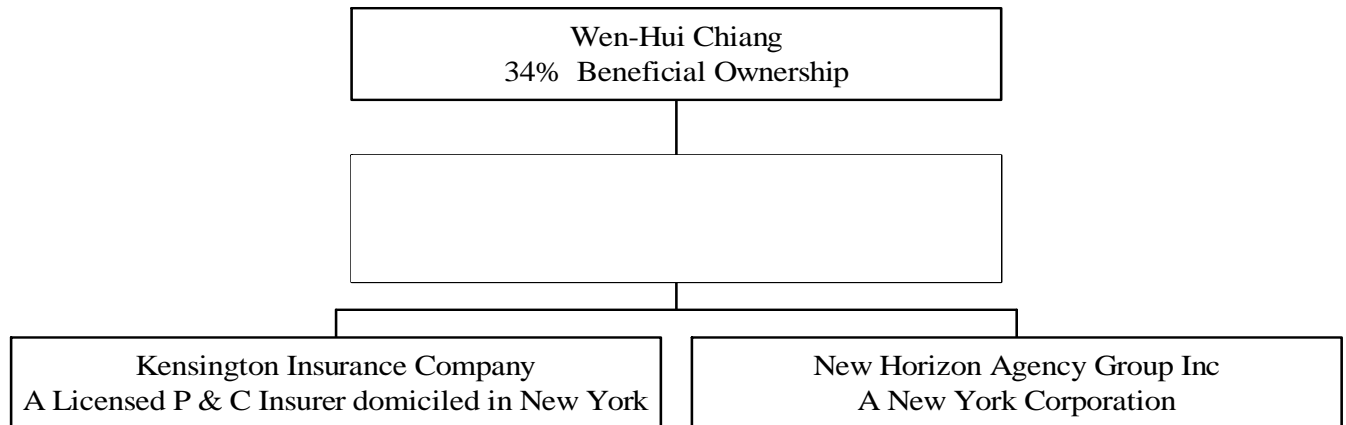 Wen-Hui Chiang
34% Beneficial Ownership
Kensington Insurance Company
A Licensed P & C Insurer domiciled in New York
New Horizon Agency Group Inc
A New York Corporation